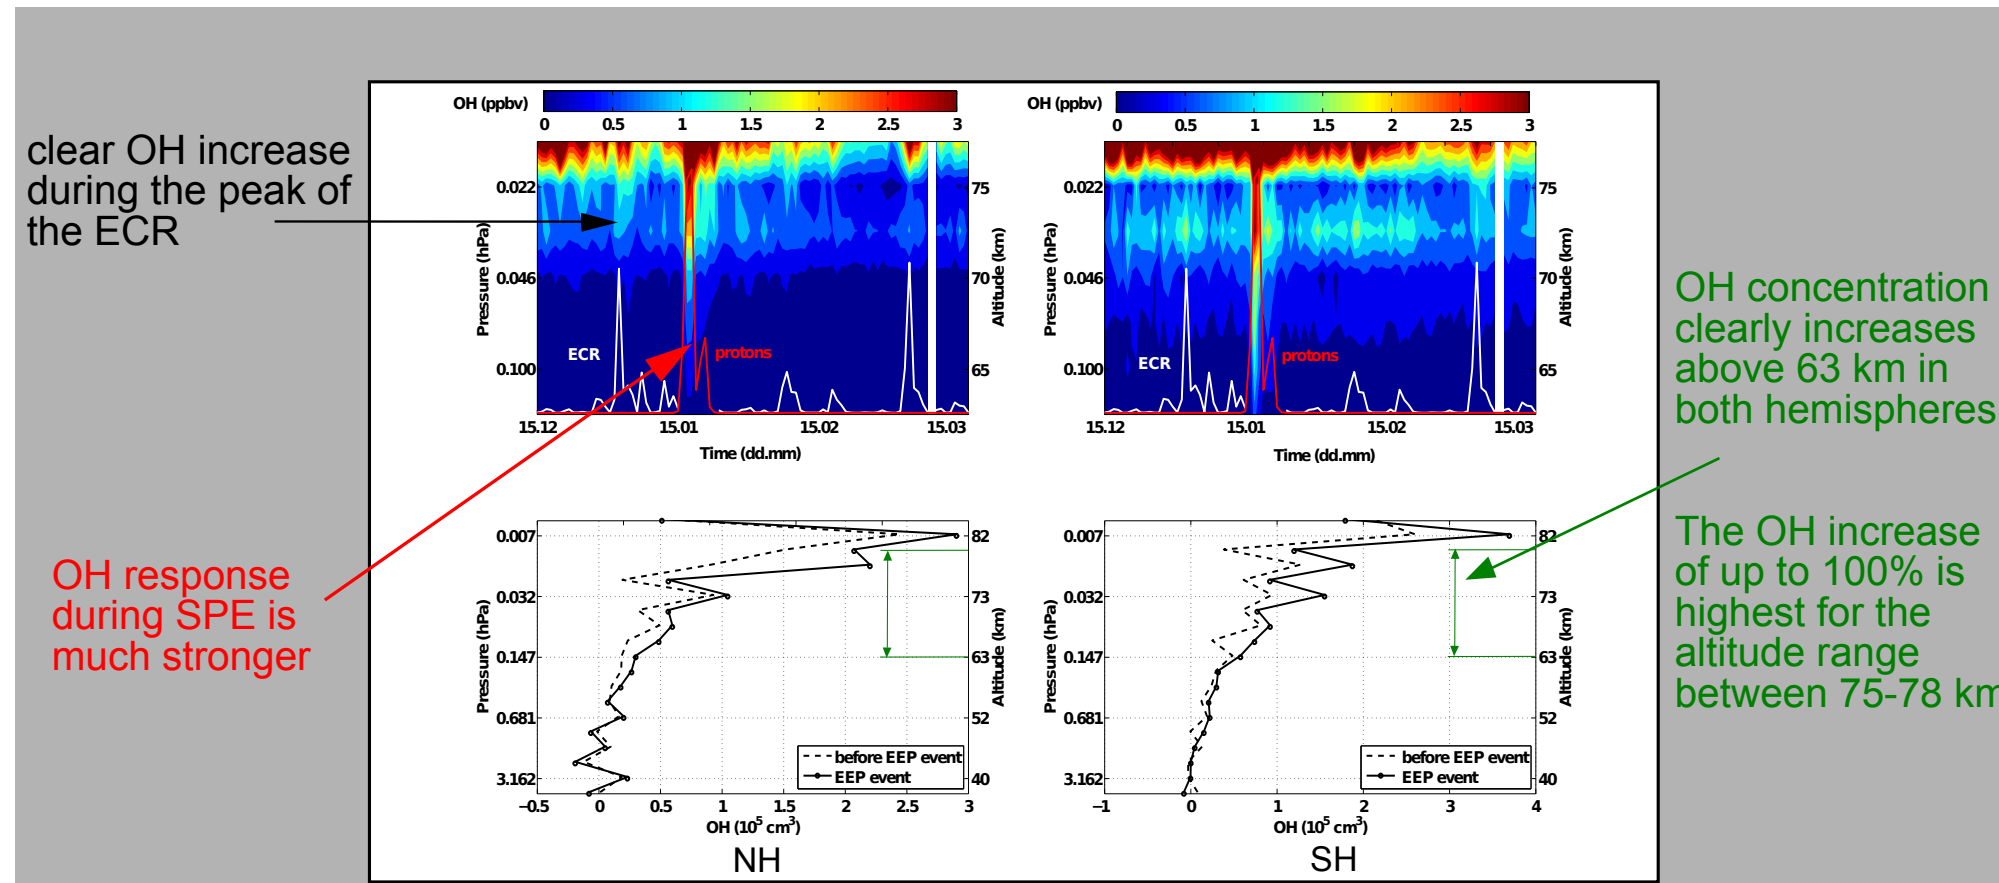 clear OH increase
during the peak of
the ECR
OH response
during SPE is
much stronger
OH (ppbv)
0 0.5 1 1.5 2 2.5 3
0.022
0.046
0.100
Pressure (hPa)
75
70
65
Altitude (km)
ECR
protons
15.12 15.01 15.02 15.03
Time (dd.mm)
OH (ppbv)
0 0.5 1 1.5 2 2.5 3
0.022
0.046
0.100
Pressure (hPa)
75
70
65
Altitude (km)
ECR
protons
15.12 15.01 15.02 15.03
Time (dd.mm)
0.007
0.032
0.147
0.681
3.162
Pressure (hPa)
82
73
63
52
40
Altitude (km)
before EEP event
EEP event
−0.5 0 0.5 1 1.5 2 2.5 3
OH (10⁵ cm³)
NH
0.007
0.032
0.147
0.681
3.162
Pressure (hPa)
82
73
63
52
40
Altitude (km)
before EEP event
EEP event
−1 0 1 2 3 4
OH (10⁵ cm³)
SH
OH concentration
clearly increases
above 63 km in
both hemispheres
The OH increase
of up to 100% is
highest for the
altitude range
between 75-78 km